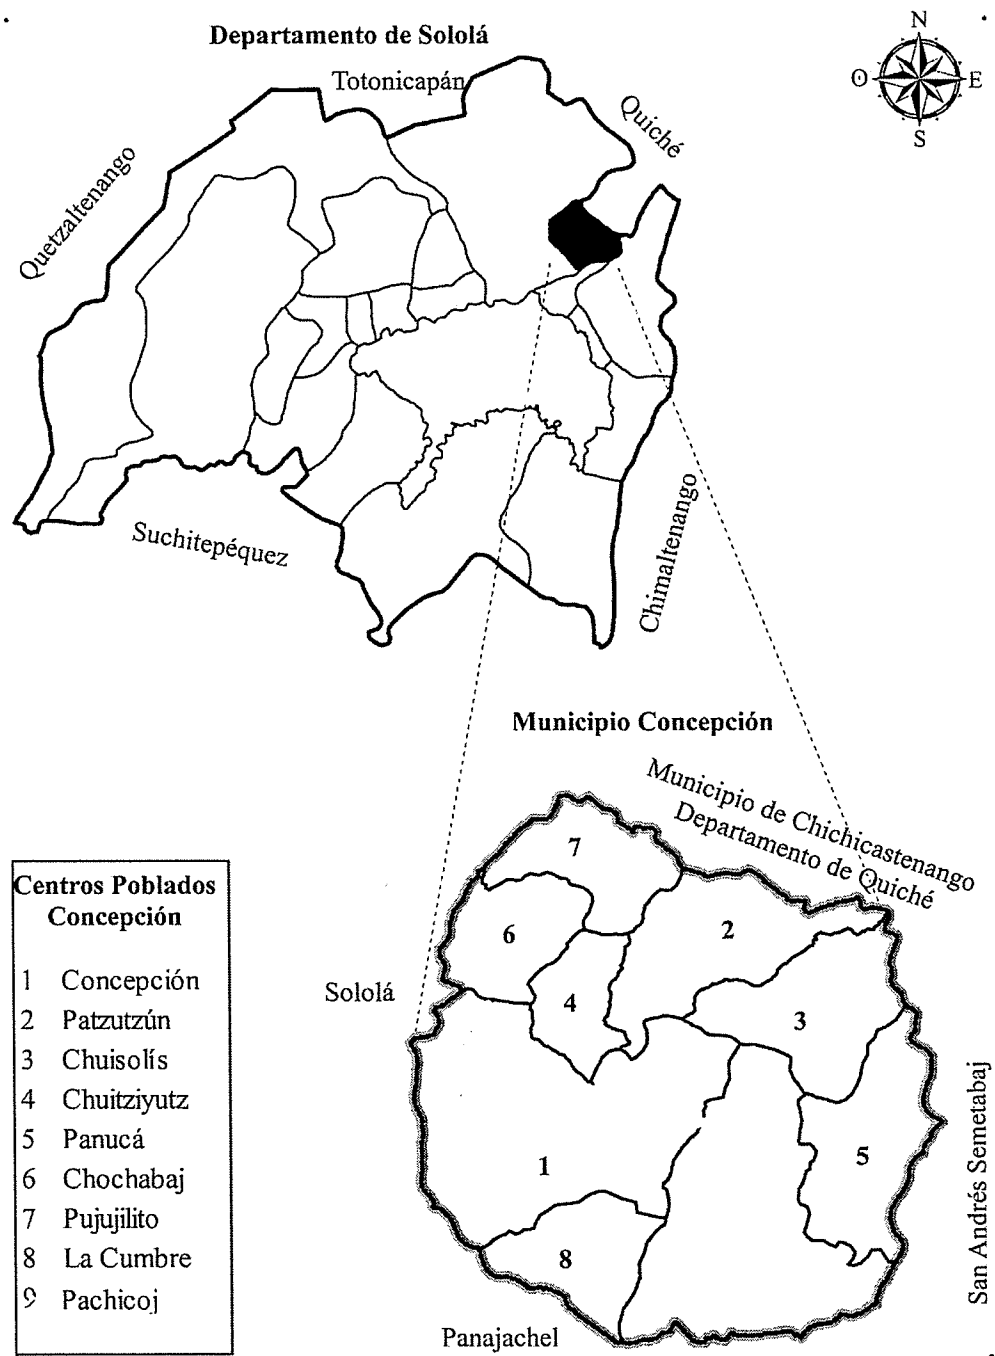 Departamento de Sololá
N
O
E
S
Totonicapán
Quiché
Quetzaltenango
Suchitepéquez
Chimaltenango
Municipio Concepción
Municipio de Chichicastenango
Departamento de Quiché
Centros Poblados
Concepción
1 Concepción
2 Patzutzún
3 Chuisolís
4 Chuitziyutz
5 Panucá
6 Chochabaj
7 Pujujilito
8 La Cumbre
9 Pachicoj
7
6
2
4
3
1
5
8
Sololá
San Andrés Semetabaj
Panajachel